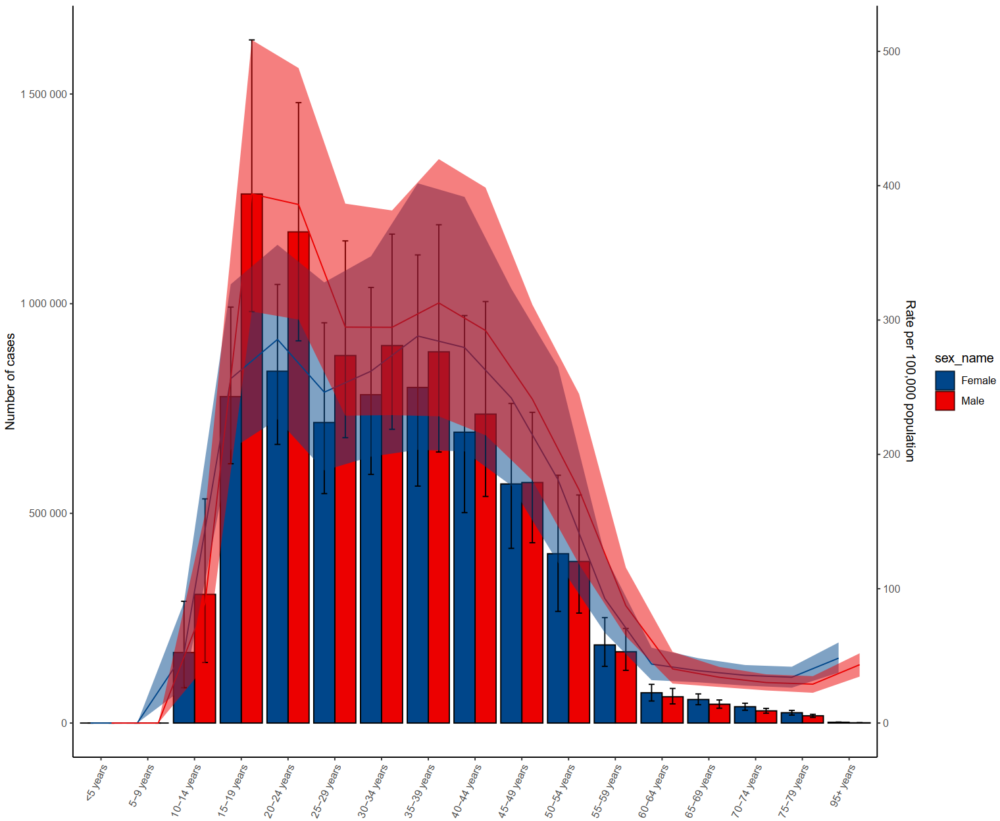 Number of cases
1 500 000
1 000 000
500 000
0
500
400
300
200
100
0
Rate per 100,000 population
sex_name
Female
Male
<5 years
5−9 years
10−14 years
15−19 years
20−24 years
25−29 years
30−34 years
35−39 years
40−44 years
45−49 years
50−54 years
55−59 years
60−64 years
65−69 years
70−74 years
75−79 years
95+ years